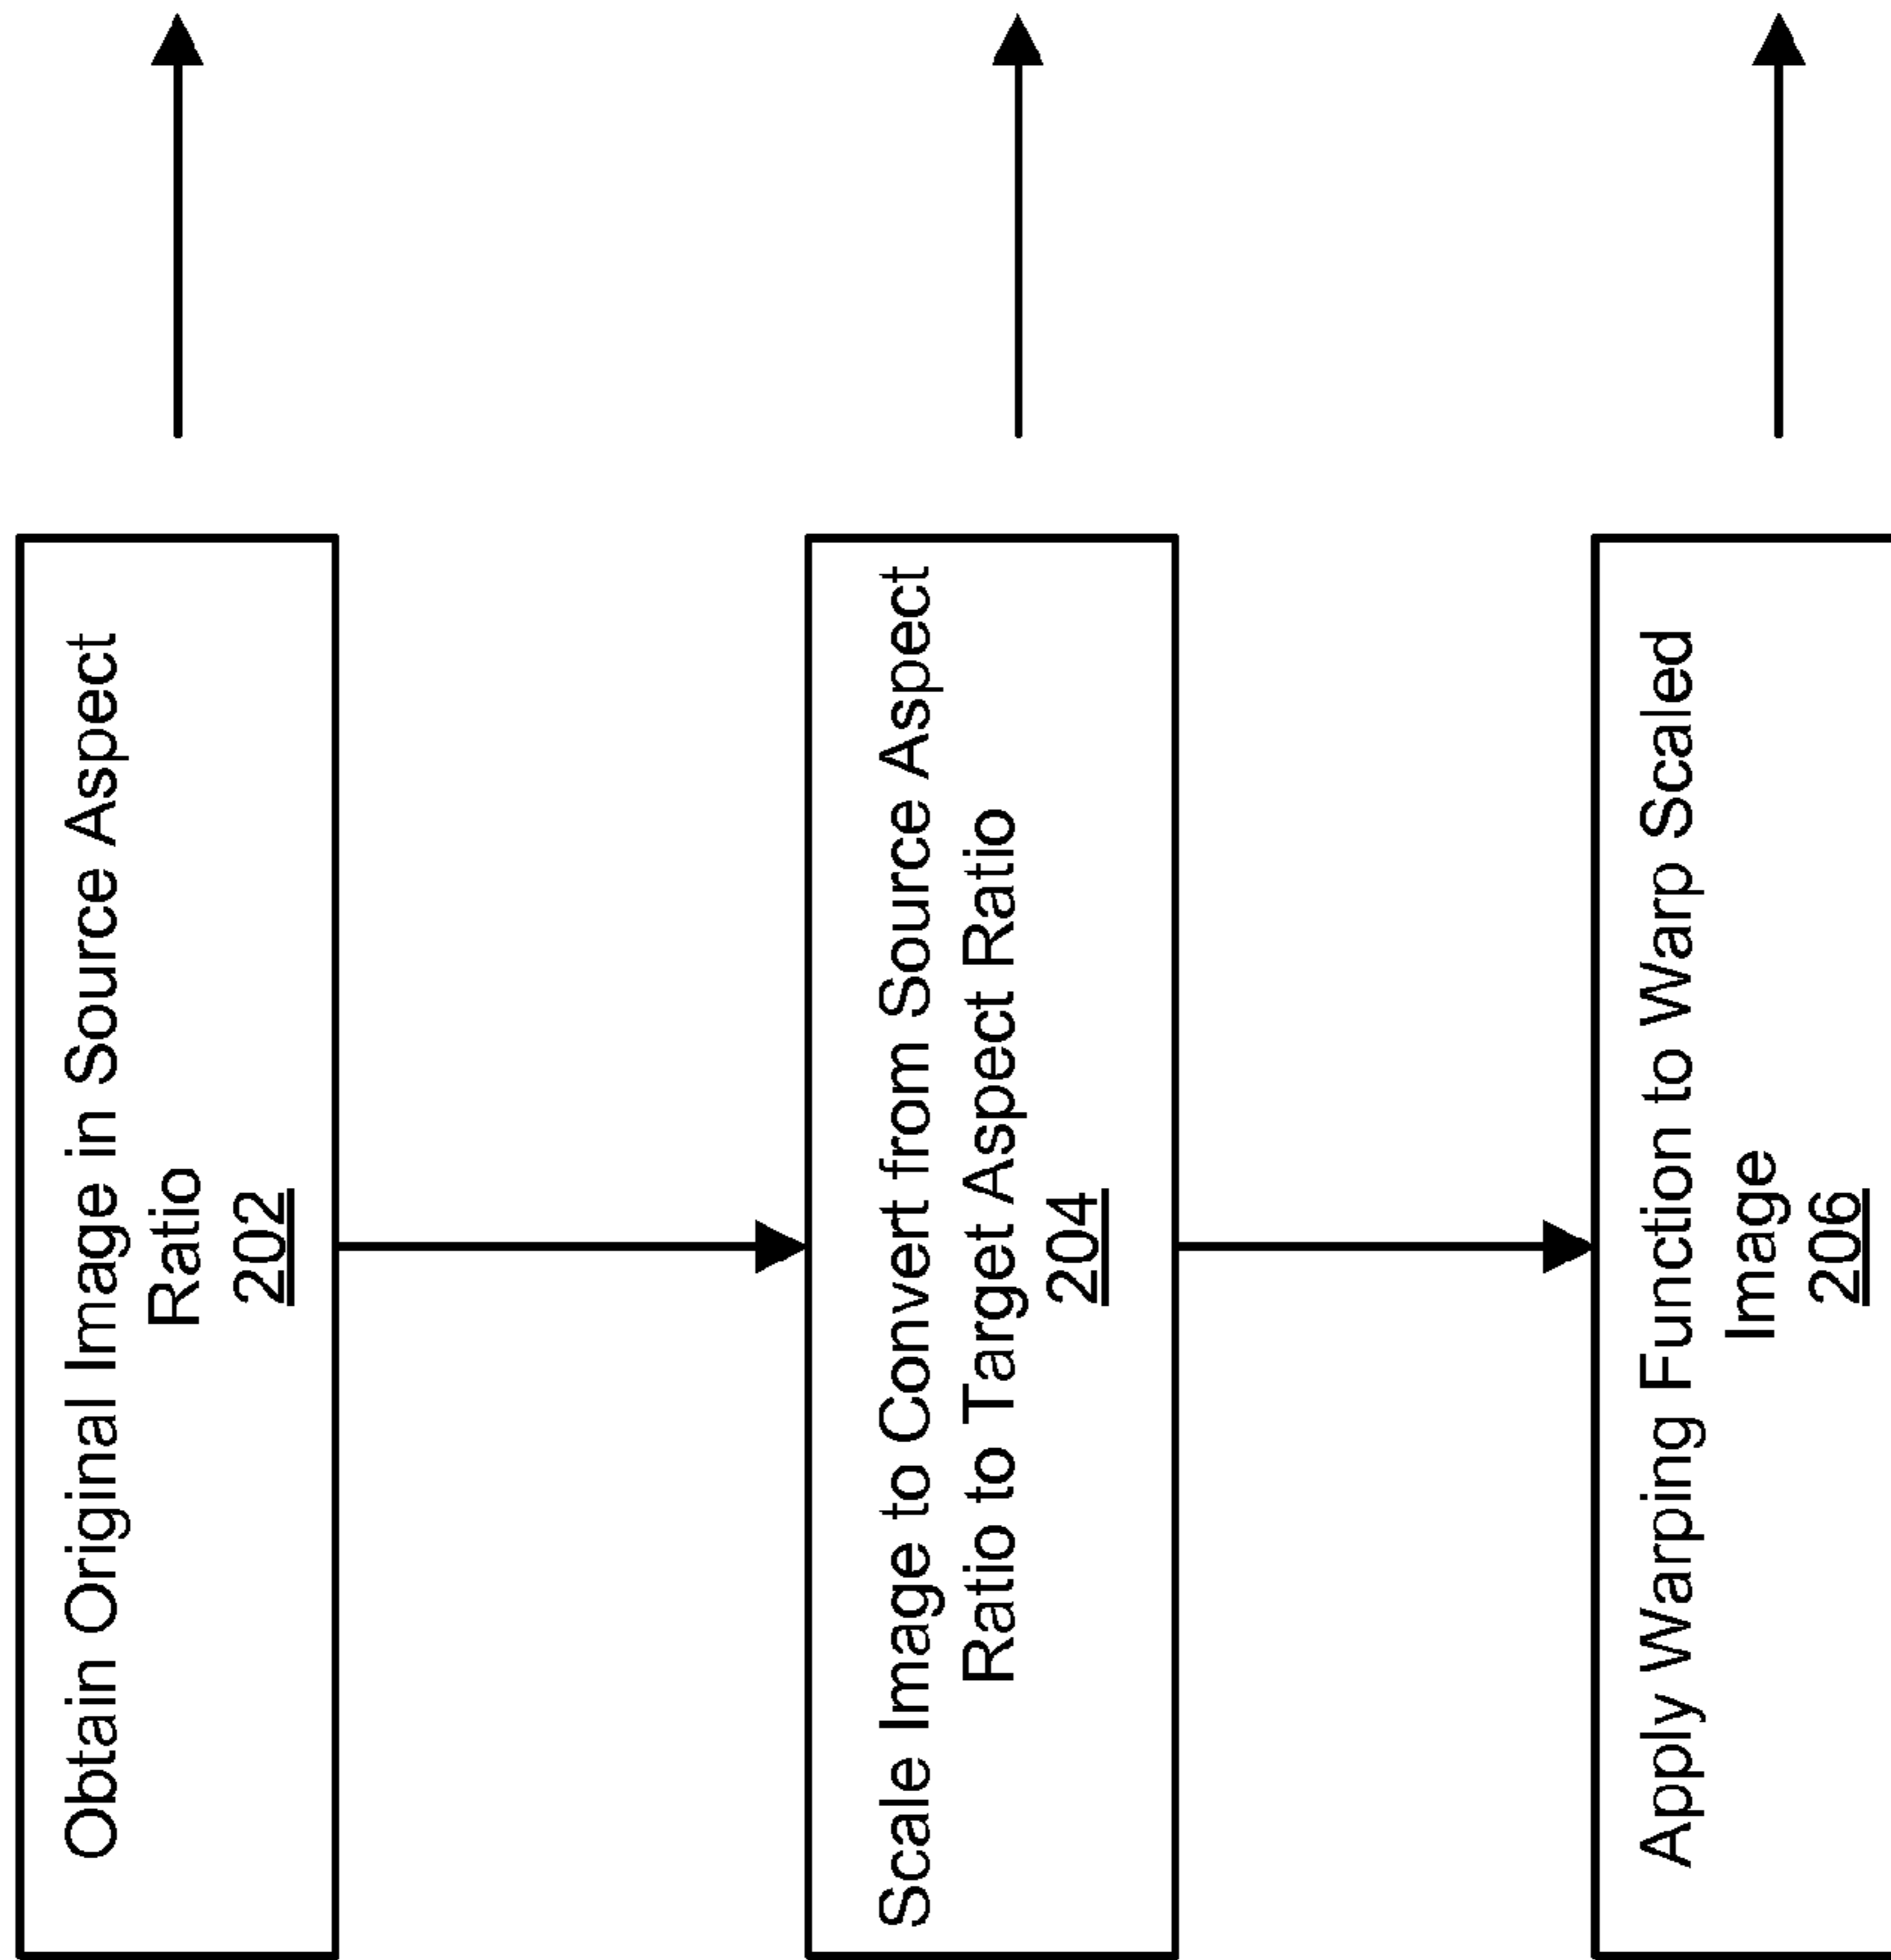 Obtain Original Image in Source Aspect
Ratio
202
Scale Image to Convert from Source Aspect
Ratio to Target Aspect Ratio
204
Apply Warping Function to Warp Scaled
Image
206